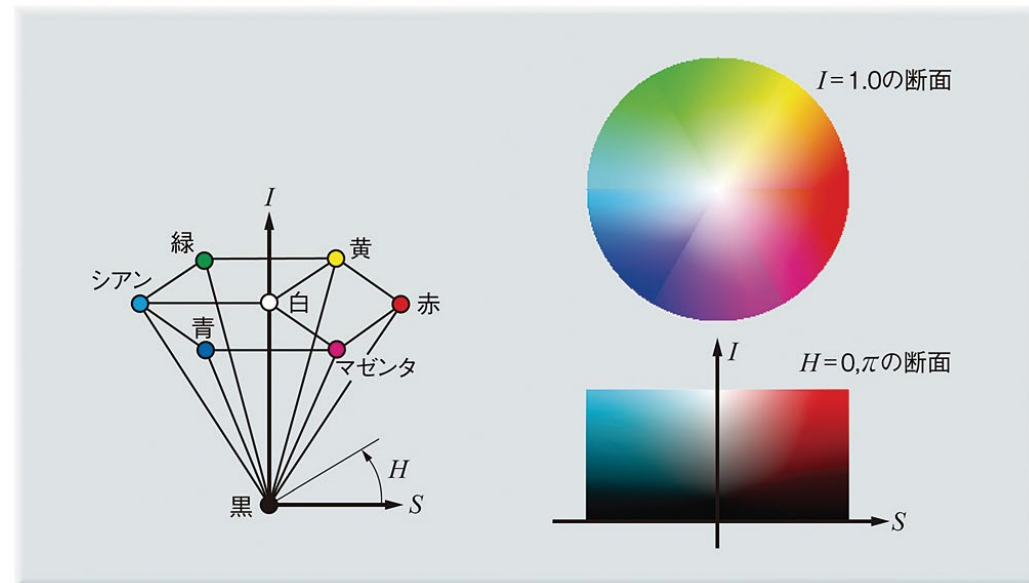 I
緑
黄
シアン
白
赤
青
マゼンタ
H
黒
S
I=1.0の断面
I
H=0,πの断面
S